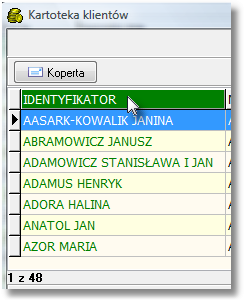 Kartoteka klientów
Koperta
IDENTYFIKATOR
AASARK-KOWALIK JANINA
ABRAMOWICZ JANUSZ
ADAMOWICZ STANISŁAWA I JAN
ADAMUS HENRYK
ADORA HALINA
ANATOL JAN
AZOR MARIA
1 z 48